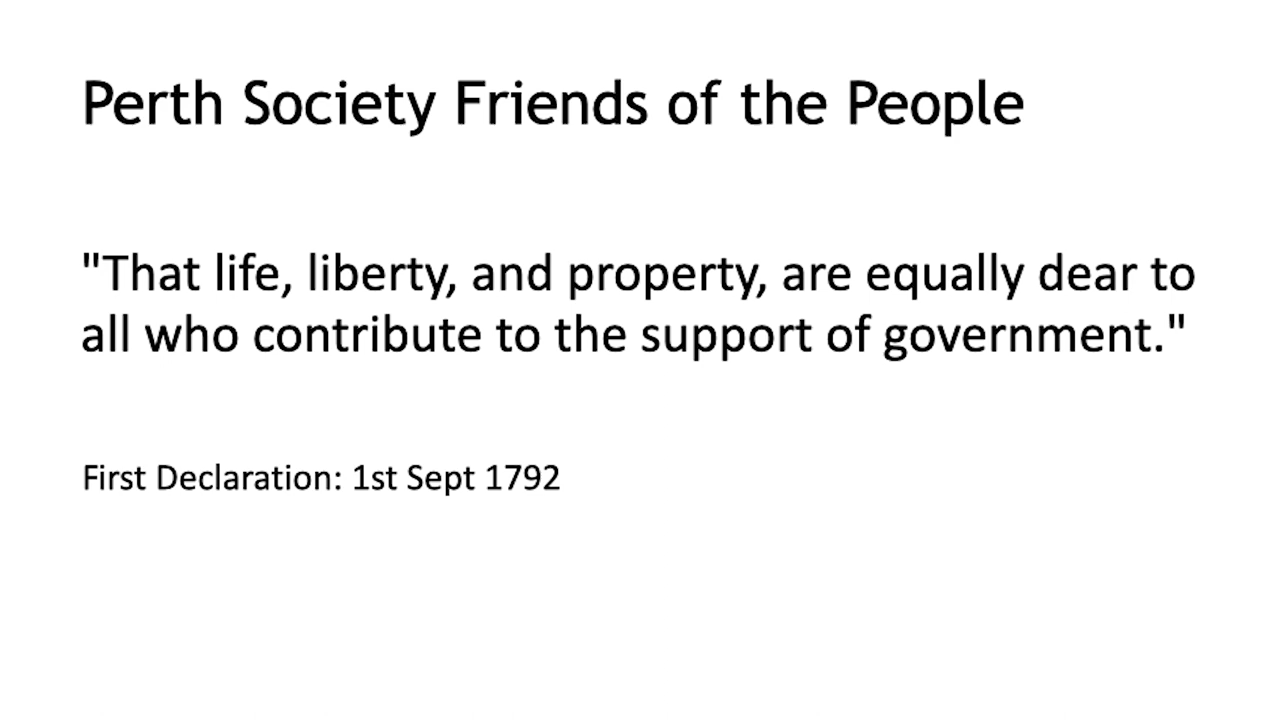 Perth Society Friends of the People
"That life, liberty, and property, are equally dear to
all who contribute to the support of government."
First Declaration: 1st Sept 1792